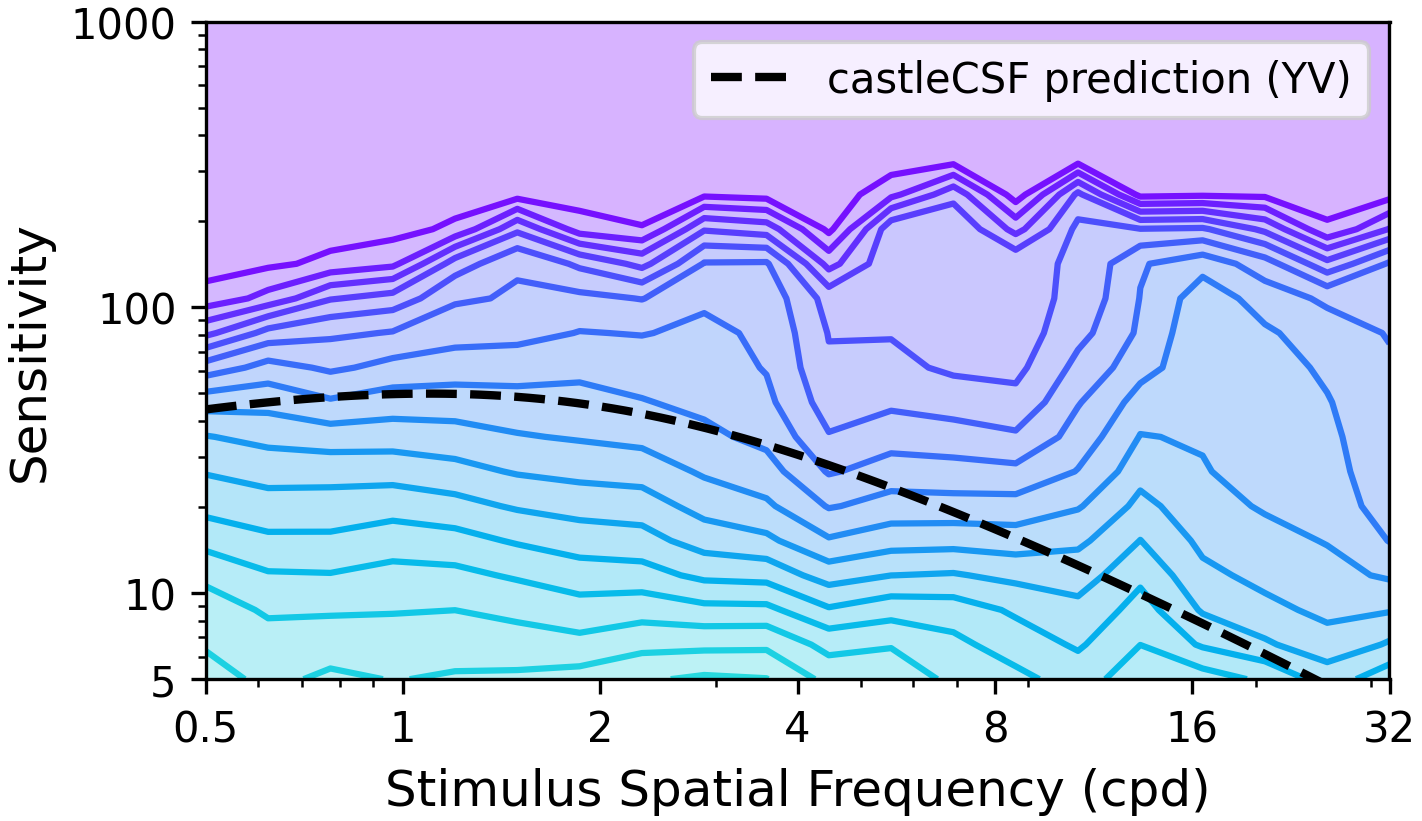 1000
castleCSF prediction (YV)
100
Sensitivity
10
5
0.5 1 2 4 8 16 32
Stimulus Spatial Frequency (cpd)